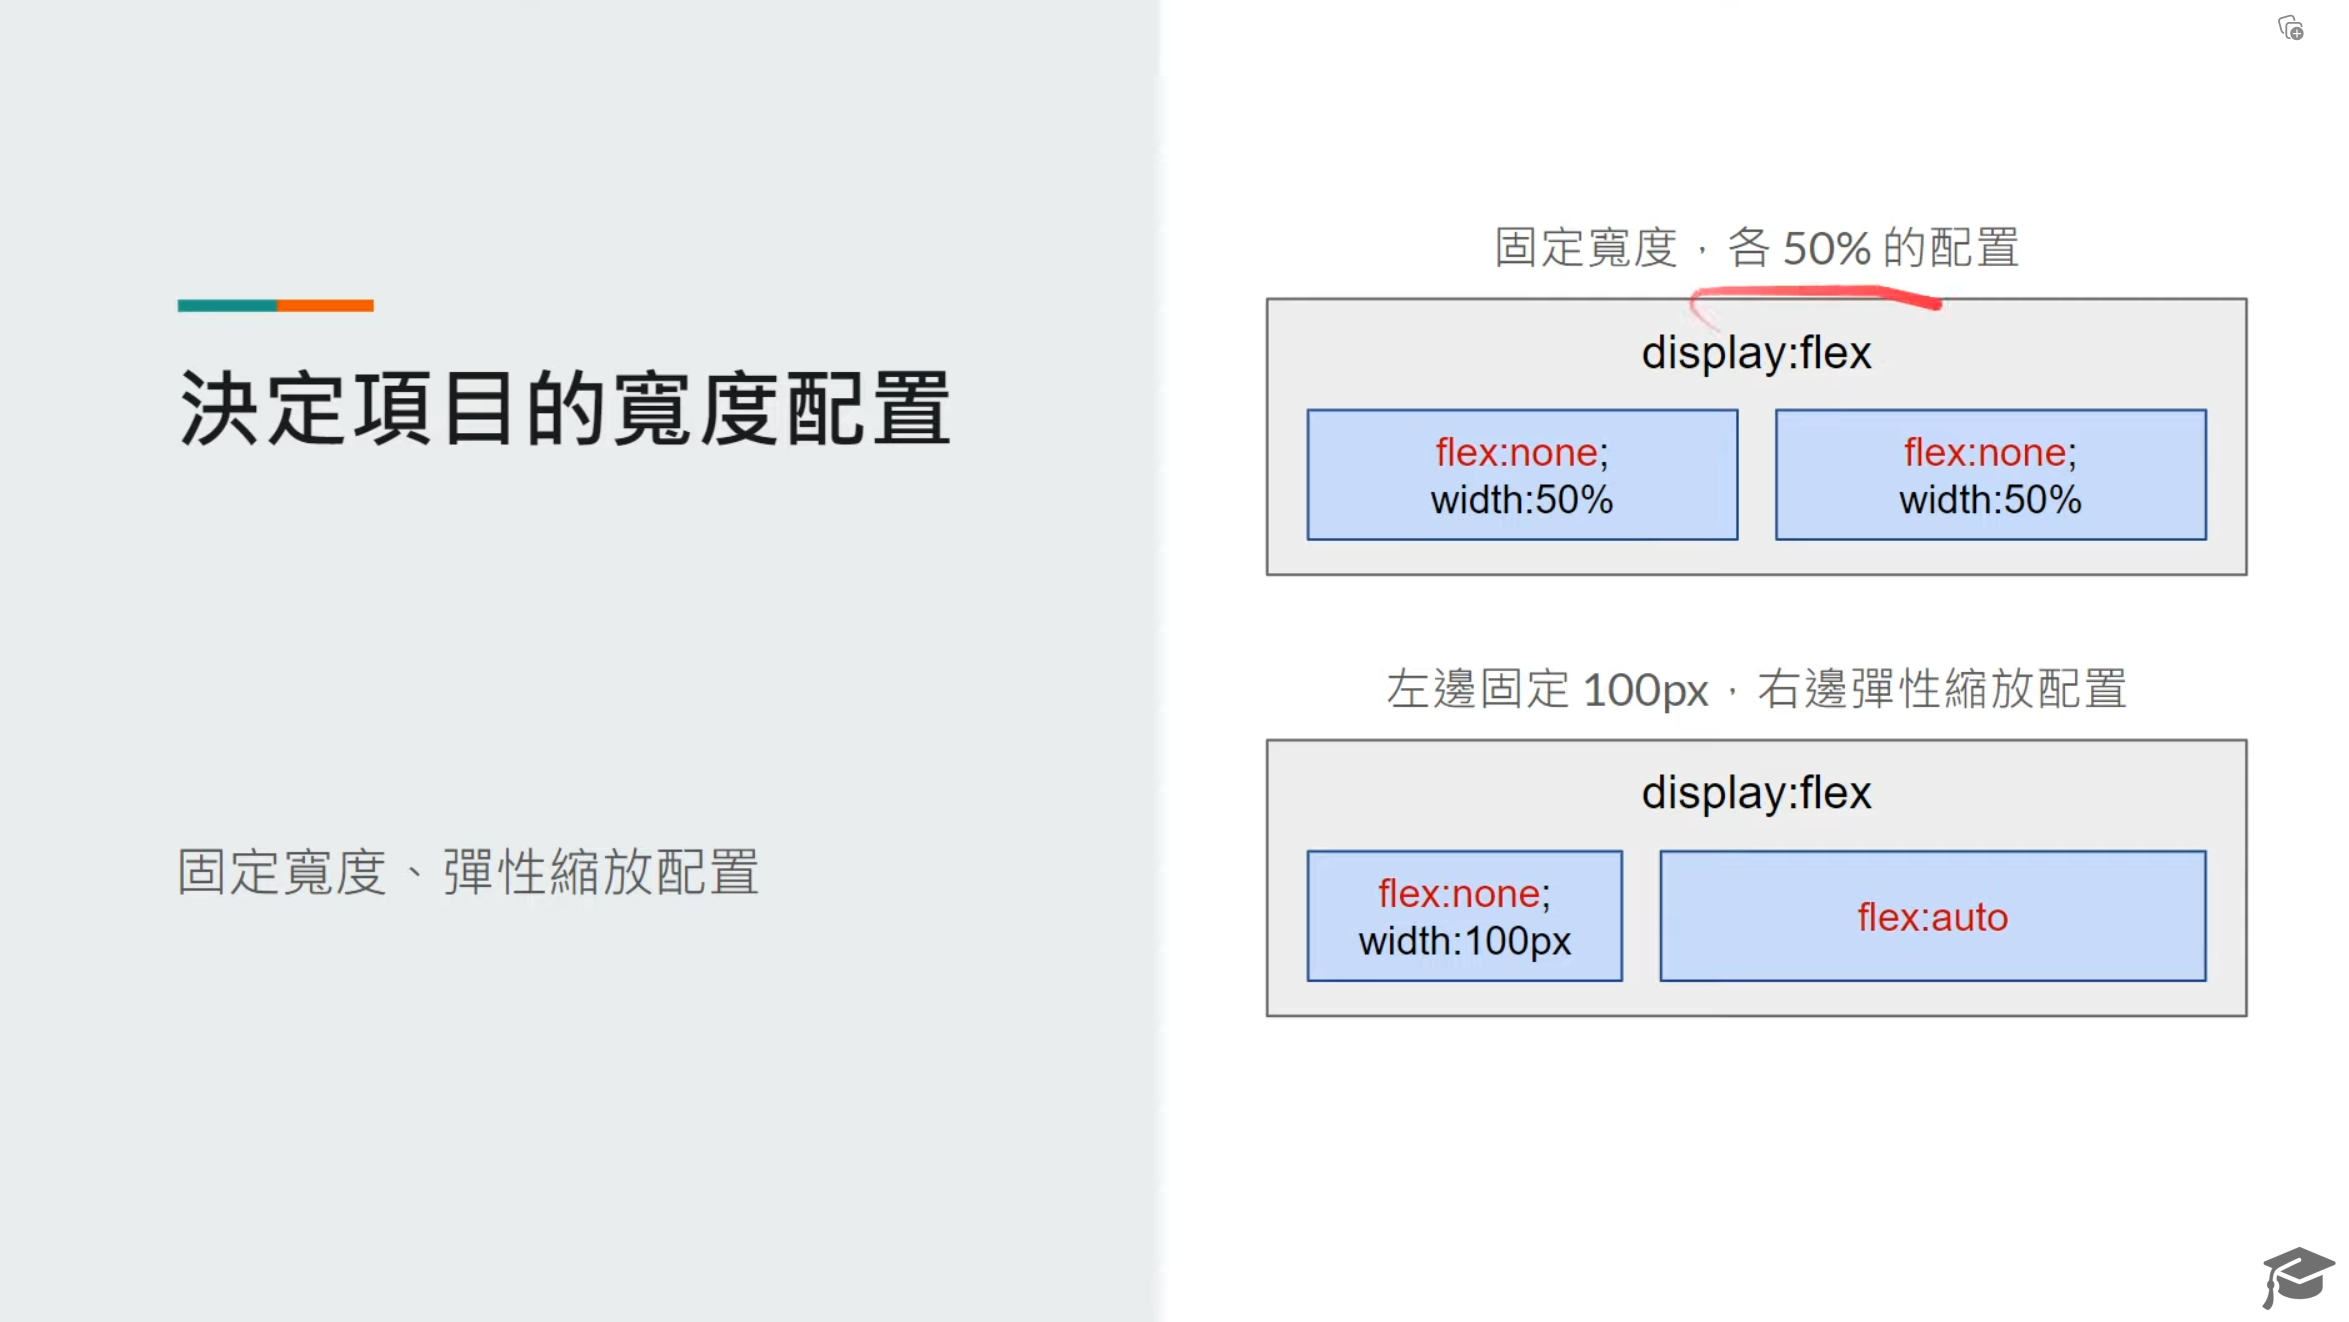 決定項目的寬度配置
固定寬度、彈性縮放配置
固定寬度，各 50% 的配置
display:flex
flex:none;
width:50%
flex:none;
width:50%
左邊固定 100px，右邊彈性縮放配置
display:flex
flex:none;
width:100px
flex:auto